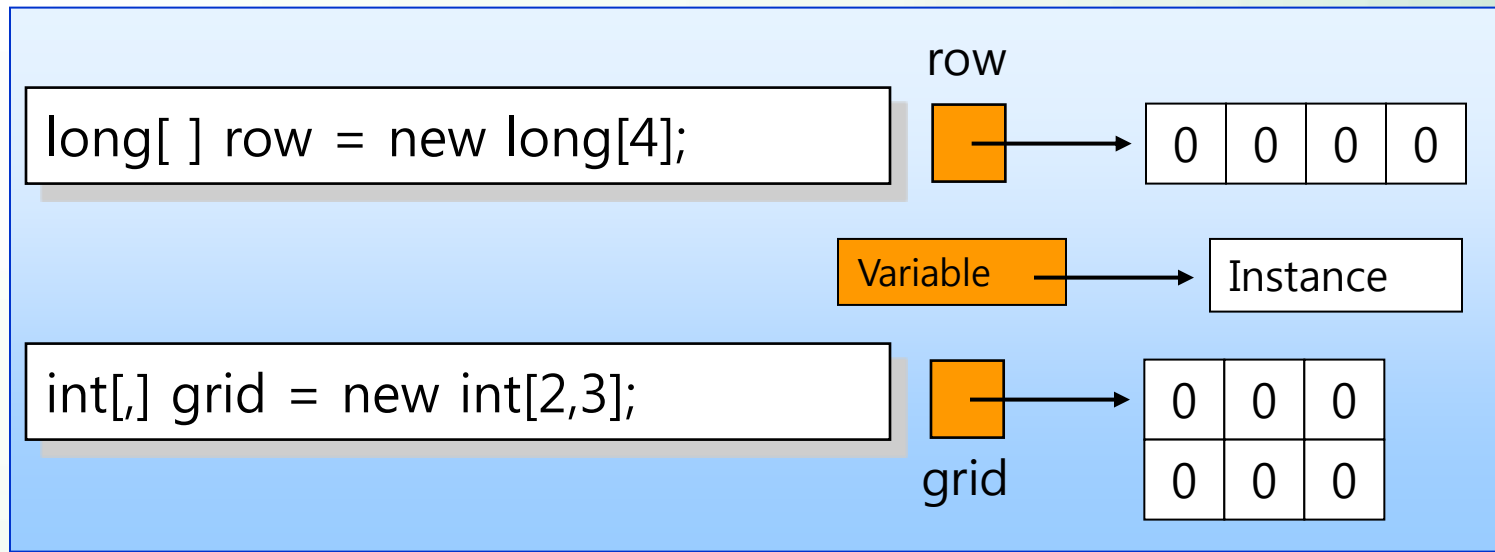 row
long[ ] row = new long[4];
0 0 0 0
Variable
Instance
int[,] grid = new int[2,3];
0 0 0
0 0 0
grid